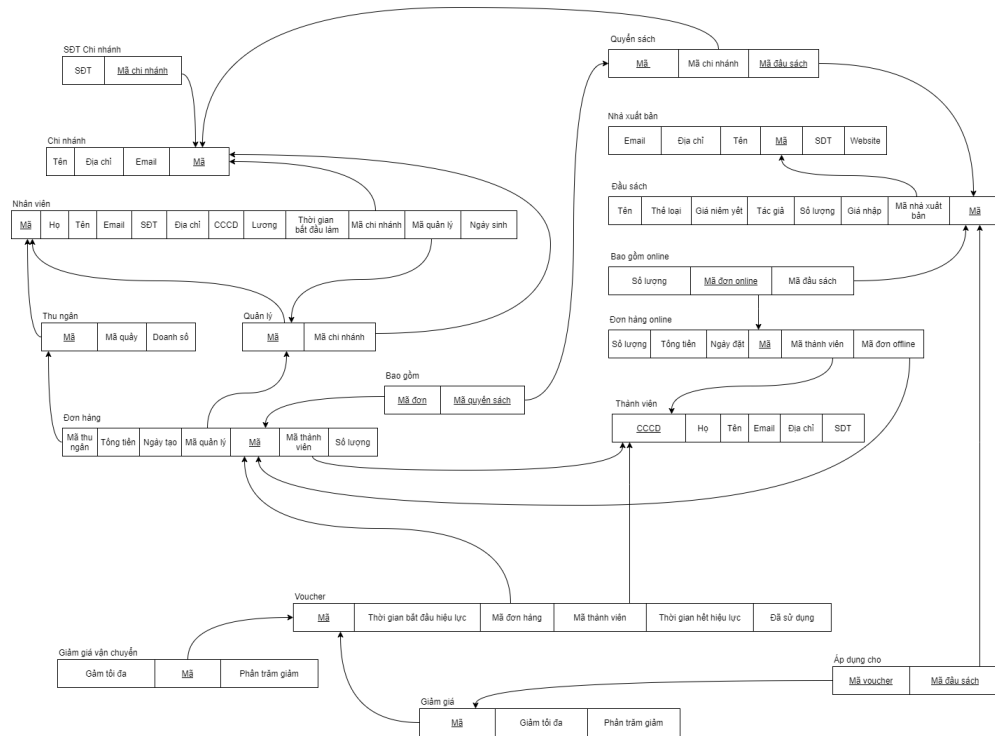 SĐT Chi nhánh
SĐT Mã chi nhánh
Quyển sách
Mã Mã chi nhánh Mã đầu sách
Chi nhánh
Tên Địa chỉ Email Mã
Nhà xuất bản
Email Địa chỉ Tên Mã SDT Website
Nhân viên
Mã Họ Tên Email SĐT Địa chỉ CCCD Lương Thời gian bắt đầu làm Mã chi nhánh Mã quản lý Ngày sinh
Đầu sách
Tên Thể loại Giá niêm yết Tác giả Số lượng Giá nhập Mã nhà xuất bản Mã
Bao gồm online
Số lượng Mã đơn online Mã đầu sách
Thu ngân
Mã Mã quầy Doanh số
Quản lý
Mã Mã chi nhánh
Đơn hàng online
Số lượng Tổng tiền Ngày đặt Mã Mã thành viên Mã đơn offline
Bao gồm
Mã đơn Mã quyển sách
Thành viên
CCCD Họ Tên Email Địa chỉ SDT
Đơn hàng
Mã thu ngân Tổng tiền Ngày tạo Mã quản lý Mã Mã thành viên Số lượng
Voucher
Mã Thời gian bắt đầu hiệu lực Mã đơn hàng Mã thành viên Thời gian hết hiệu lực Đã sử dụng
Giảm giá vận chuyển
Gảm tối đa Mã Phần trăm giảm
Áp dụng cho
Mã voucher Mã đầu sách
Giảm giá
Mã Giảm tối đa Phần trăm giảm